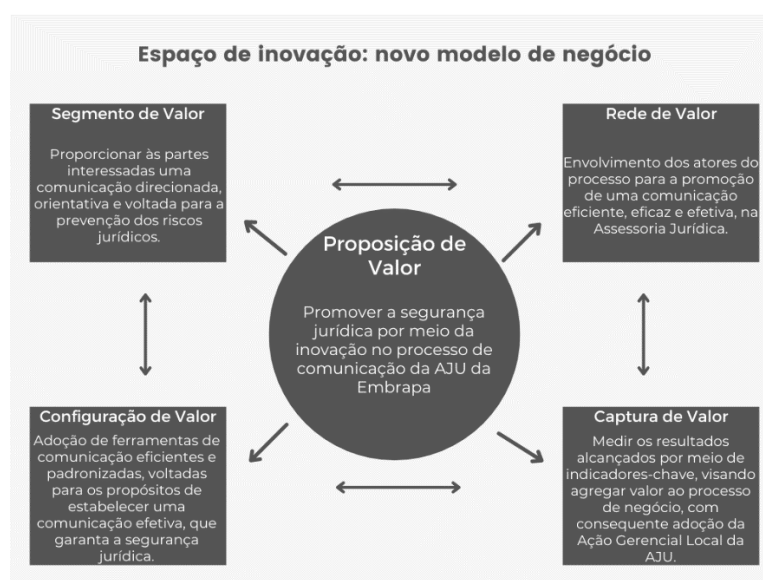 Espaço de inovação: novo modelo de negócio
Segmento de Valor
Proporcionar às partes
interessadas uma
comunicação direcionada,
orientativa e voltada para a
prevenção dos riscos
jurídicos.
Rede de Valor
Envolvimento dos atores do
processo para a promoção
de uma comunicação
eficiente, eficaz e efetiva, na
Assessoria Jurídica.
Proposição de
Valor
Promover a segurança
jurídica por meio da
inovação no processo de
comunicação da AJU da
Embrapa
Configuração de Valor
Adoção de ferramentas de
comunicação eficientes e
padronizadas, voltadas
para os propósitos de
estabelecer uma
comunicação efetiva, que
garanta a segurança
jurídica.
Captura de Valor
Medir os resultados
alcançados por meio de
indicadores-chave, visando
agregar valor ao processo
de negócio, com
consequente adoção da
Ação Gerencial Local da
AJU.